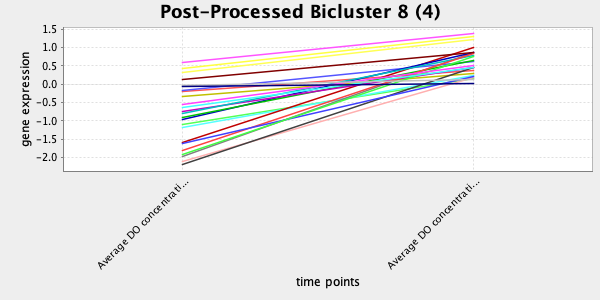 Post-Processed Bicluster 8 (4)
gene expression
1.5
1.0
0.5
0.0
-0.5
-1.0
-1.5
-2.0
Average DO concentrati...
Average DO concentrati...
time points